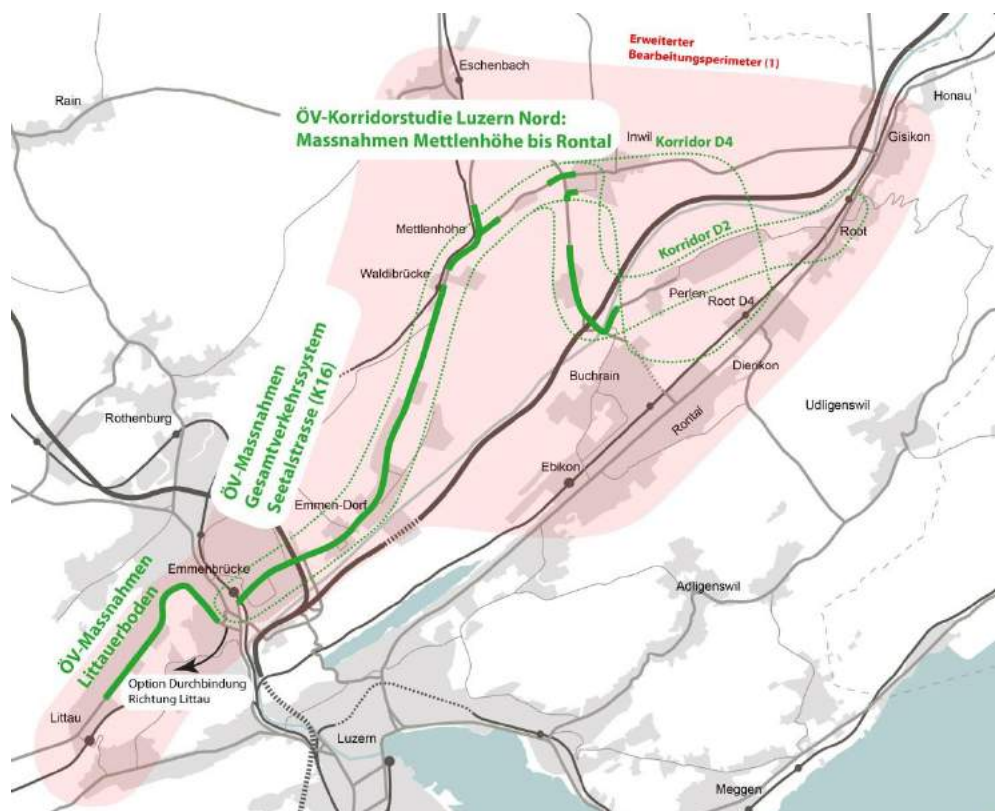 Erweiterter
Bearbeitungsperimeter (1)
Eschenbach
Honau
Rain
ÖV-Korridorstudie Luzern Nord:
Massnahmen Mettlenhöhe bis Rontal
Inwil
Korridor D4
Gisikon
Mettlenhöhe
Korridor D2
Root
Waldibrücke
Perlen
Root D4
Dierikon
Buchrain
ÖV-Massnahmen
Gesamtverkehrssystem
Seetalstrasse (K16)
Rothenburg
Udligenswil
Rontal
Ebikon
Emmen-Dorf
Emmenbrücke
Adligenswil
ÖV-Massnahmen
Littauerboden
Option Durchbindung
Richtung Littau
Littau
Luzern
Meggen